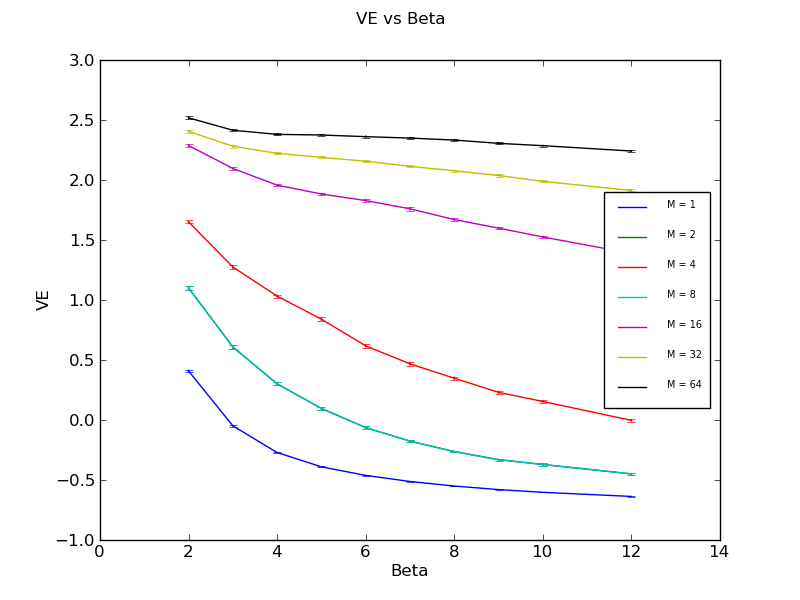 VE vs Beta
3.0
2.5
2.0
1.5
1.0
0.5
0.0
−0.5
−1.0
VE
M = 1
M = 2
M = 4
M = 8
M = 16
M = 32
M = 64
0 2 4 6 8 10 12 14
Beta